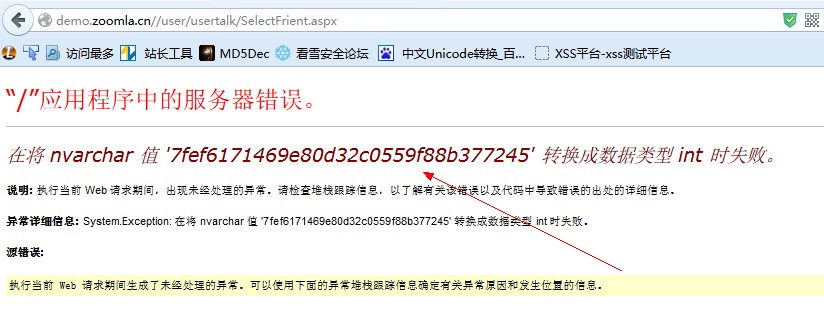 demo.zoomla.cn//user/usertalk/SelectFrient.aspx
访问最多 站长工具 MD5Dec 看雪安全论坛 中文Unicode转换_百... XSS平台-xss测试平台
“/”应用程序中的服务器错误。
在将 nvarchar 值 '7fef6171469e80d32c0559f88b377245' 转换成数据类型 int 时失败。
说明: 执行当前 Web 请求期间，出现未经处理的异常。请检查堆栈跟踪信息，以了解有关该错误以及代码中导致错误的出处的详细信息。
异常详细信息: System.Exception: 在将 nvarchar 值 '7fef6171469e80d32c0559f88b377245' 转换成数据类型 int 时失败。
源错误:
执行当前 Web 请求期间生成了未经处理的异常。可以使用下面的异常堆栈跟踪信息确定有关异常原因和发生位置的信息。